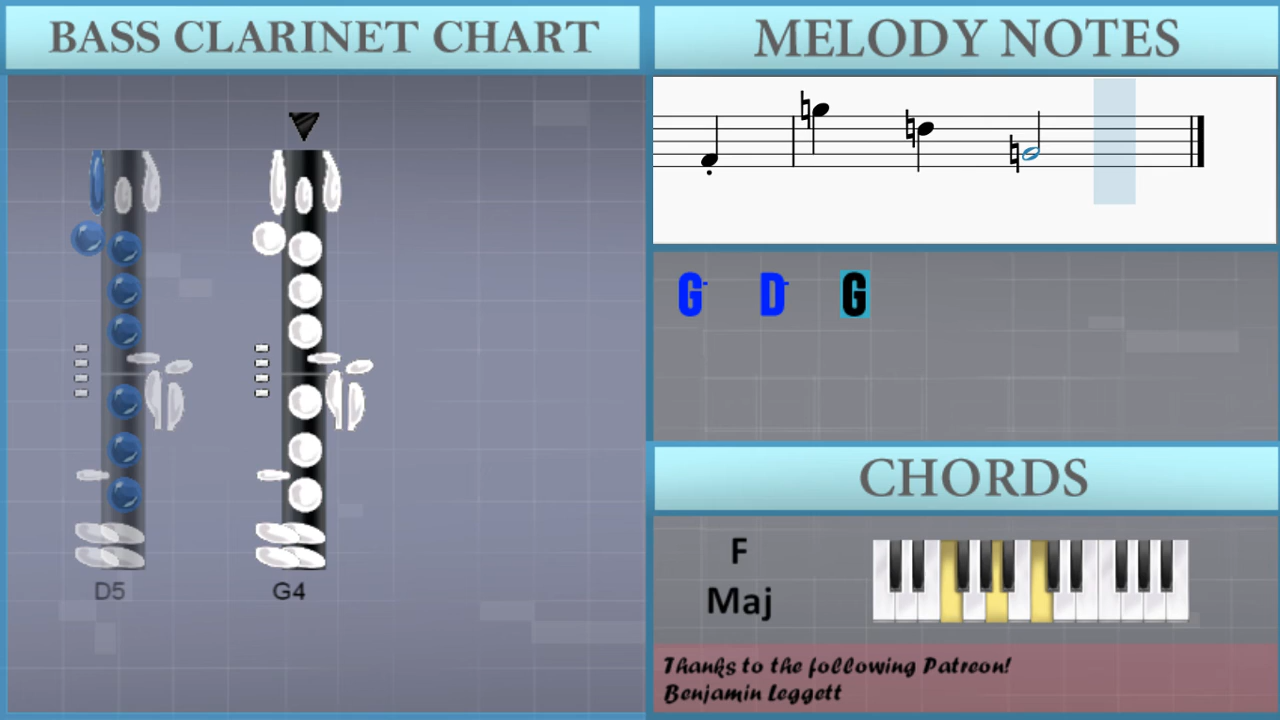 BASS CLARINET CHART
D5
G4
MELODY NOTES
G- D- G
CHORDS
F
Maj
Thanks to the following Patreon!
Benjamin Leggett